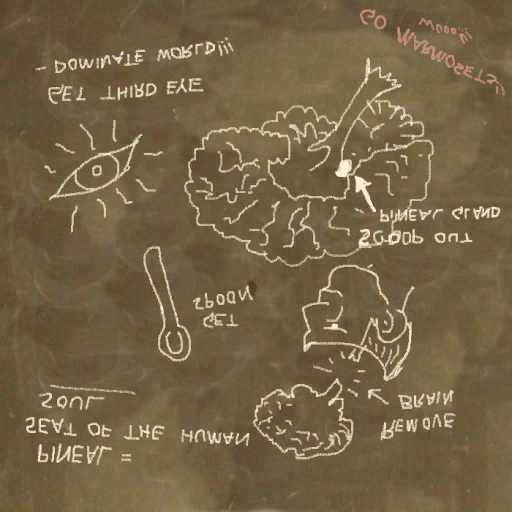 PINEAL =
SEAT OF THE HUMAN
SOUL
REMOVE
BRAIN
GET
SPOON
SCOOP OUT
PINEAL GLAND
GET THIRD EYE
- DOMINATE WORLD!!!
GO MARMOSETS!!
WOOO!!